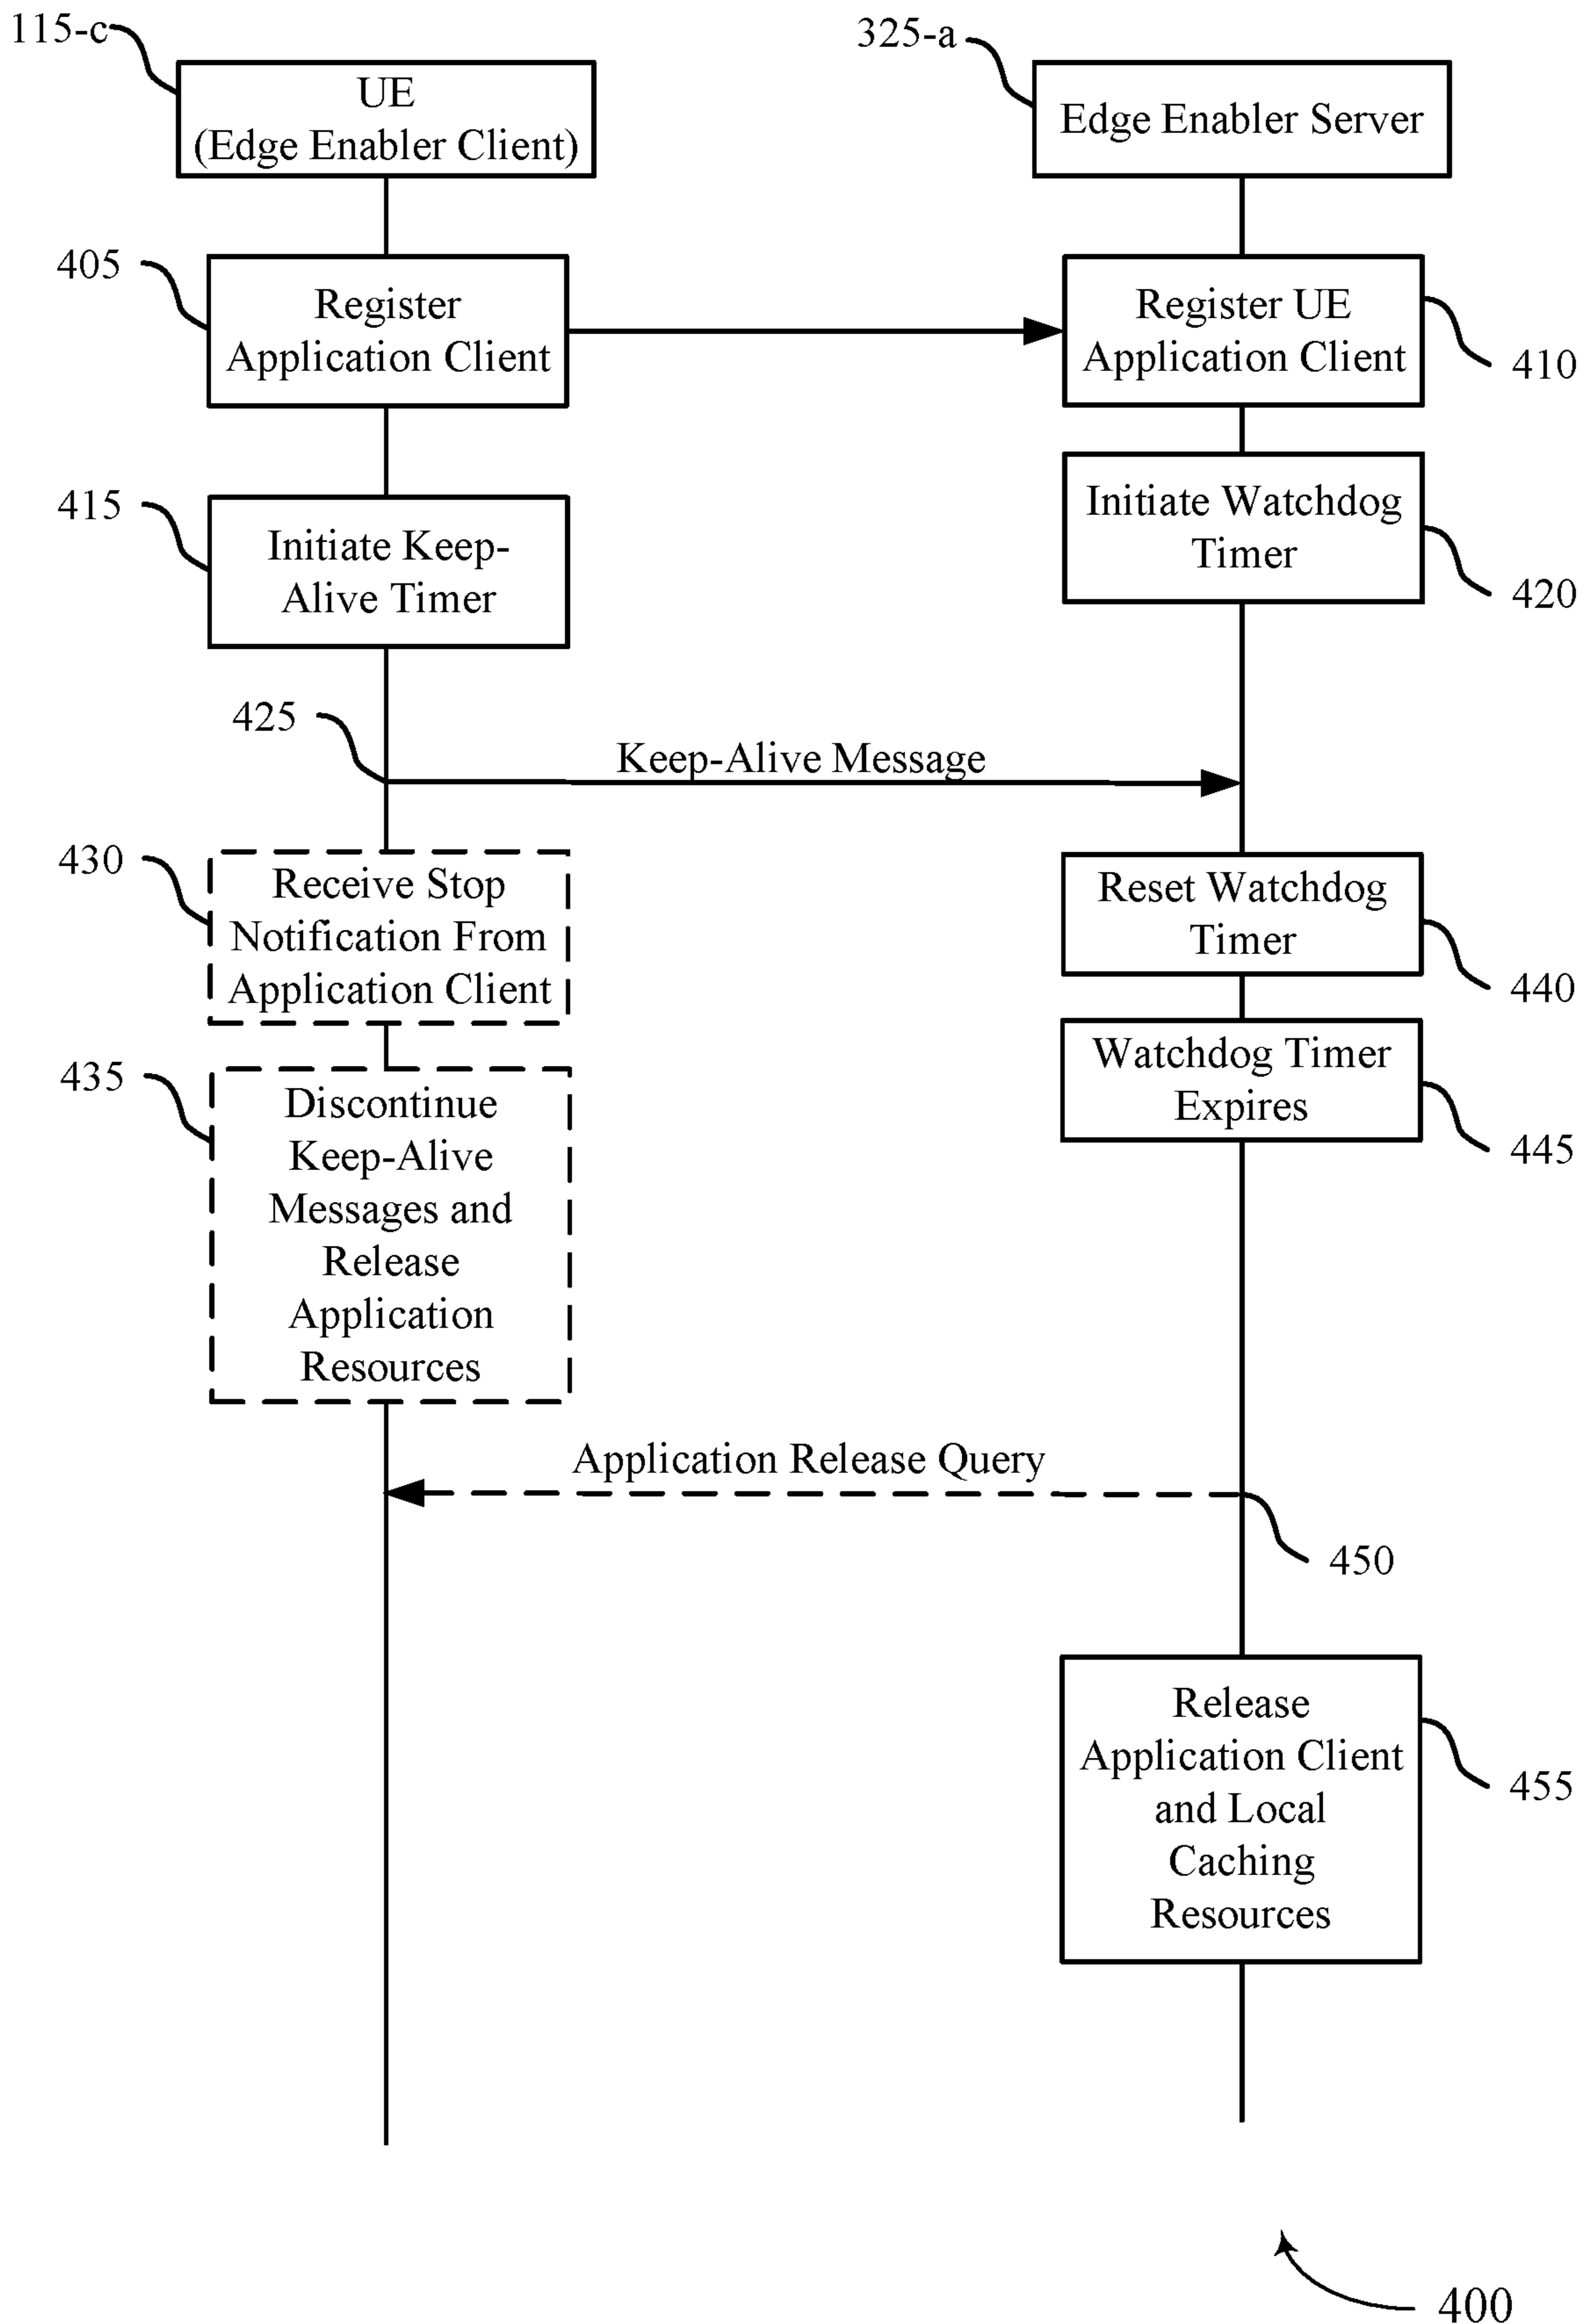 115-c
325-a
UE
(Edge Enabler Client)
Edge Enabler Server
405
Register
Application Client
Register UE
Application Client
410
415
Initiate Keep-
Alive Timer
Initiate Watchdog
Timer
420
425
Keep-Alive Message
430
Receive Stop
Notification From
Application Client
Reset Watchdog
Timer
440
435
Discontinue
Keep-Alive
Messages and
Release
Application
Resources
Watchdog Timer
Expires
445
Application Release Query
450
Release
Application Client
and Local
Caching
Resources
455
400